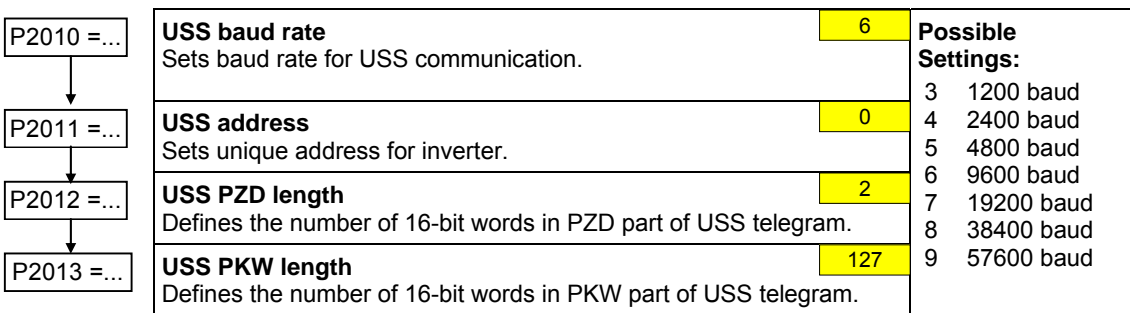 P2010 =...
USS baud rate
6
Sets baud rate for USS communication.
P2011 =...
USS address
0
Sets unique address for inverter.
P2012 =...
USS PZD length
2
Defines the number of 16-bit words in PZD part of USS telegram.
P2013 =...
USS PKW length
127
Defines the number of 16-bit words in PKW part of USS telegram.
Possible
Settings:
3 1200 baud
4 2400 baud
5 4800 baud
6 9600 baud
7 19200 baud
8 38400 baud
9 57600 baud